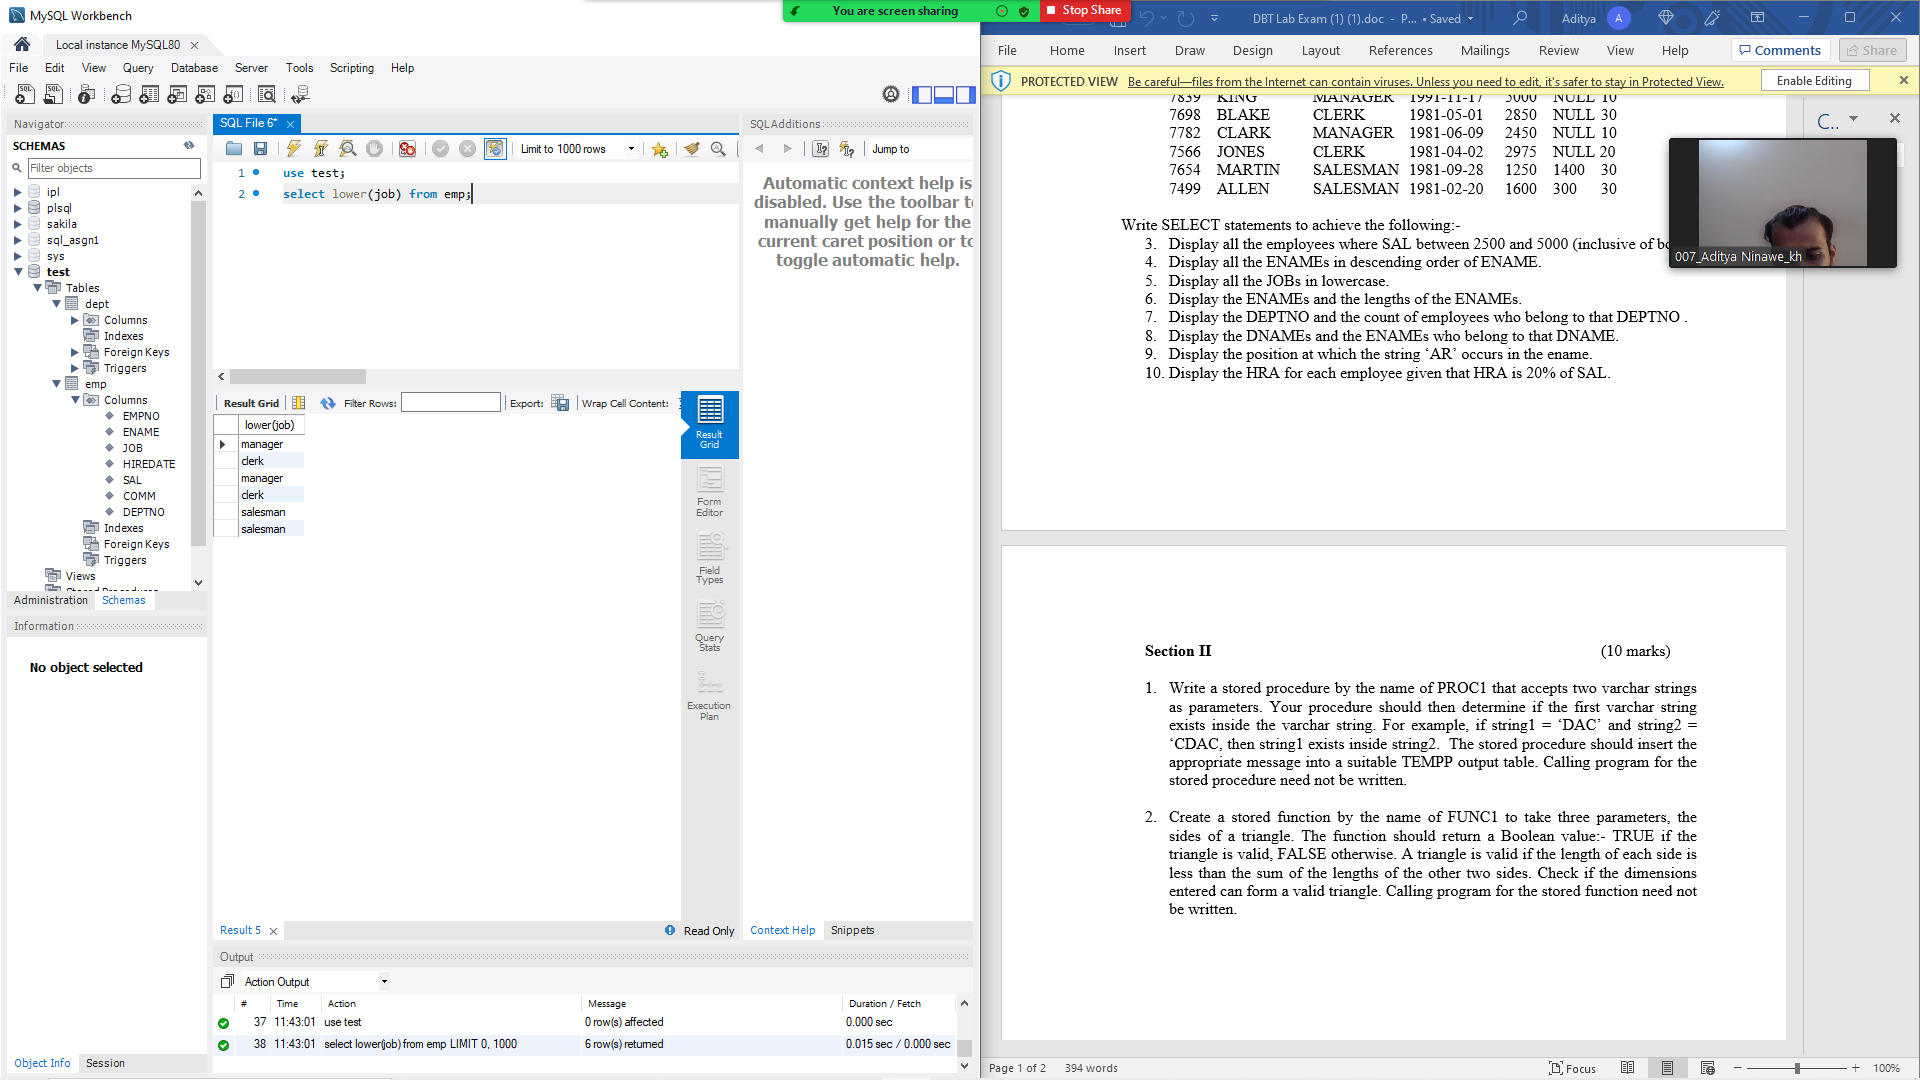 MySQL Workbench
You are screen sharing
Stop Share
Local instance MySQL80
File Edit View Query Database Server Tools Scripting Help
Navigator
SCHEMAS
Filter objects
ipl
plsql
sakila
sql_asgn1
sys
test
Tables
dept
Columns
Indexes
Foreign Keys
Triggers
emp
Columns
EMPNO
ENAME
JOB
HIREDATE
SAL
COMM
DEPTNO
Indexes
Foreign Keys
Triggers
Views
Administration Schemas
Information
No object selected
Object Info Session
SQL File 6*
Limit to 1000 rows
1 use test;
2 select lower(job) from emp;
Result Grid Filter Rows: Export: Wrap Cell Content:
lower(job)
manager
clerk
manager
clerk
salesman
salesman
Result Grid
Form Editor
Field Types
Query Stats
Execution Plan
Result 5
Read Only
SQLAdditions
Jump to
Automatic context help is
disabled. Use the toolbar to
manually get help for the
current caret position or to
toggle automatic help.
Context Help Snippets
Output
Action Output
# Time Action Message Duration / Fetch
37 11:43:01 use test 0 row(s) affected 0.000 sec
38 11:43:01 select lower(job) from emp LIMIT 0, 1000 6 row(s) returned 0.015 sec / 0.000 sec
DBT Lab Exam (1) (1).doc - P... • Saved
Aditya A
File Home Insert Draw Design Layout References Mailings Review View Help
Comments Share
PROTECTED VIEW Be careful—files from the Internet can contain viruses. Unless you need to edit, it's safer to stay in Protected View. Enable Editing
C..
7839 KING MANAGER 1991-11-17 5000 NULL 10
7698 BLAKE CLERK 1981-05-01 2850 NULL 30
7782 CLARK MANAGER 1981-06-09 2450 NULL 10
7566 JONES CLERK 1981-04-02 2975 NULL 20
7654 MARTIN SALESMAN 1981-09-28 1250 1400 30
7499 ALLEN SALESMAN 1981-02-20 1600 300 30
007_Aditya Ninawe_kh
Write SELECT statements to achieve the following:-
3. Display all the employees where SAL between 2500 and 5000 (inclusive of
4. Display all the ENAMEs in descending order of ENAME.
5. Display all the JOBs in lowercase.
6. Display the ENAMEs and the lengths of the ENAMEs.
7. Display the DEPTNO and the count of employees who belong to that DEPTNO .
8. Display the DNAMEs and the ENAMEs who belong to that DNAME.
9. Display the position at which the string ‘AR’ occurs in the ename.
10. Display the HRA for each employee given that HRA is 20% of SAL.
Section II (10 marks)
1. Write a stored procedure by the name of PROC1 that accepts two varchar strings
as parameters. Your procedure should then determine if the first varchar string
exists inside the varchar string. For example, if string1 = ‘DAC’ and string2 =
‘CDAC, then string1 exists inside string2. The stored procedure should insert the
appropriate message into a suitable TEMPP output table. Calling program for the
stored procedure need not be written.
2. Create a stored function by the name of FUNC1 to take three parameters, the
sides of a triangle. The function should return a Boolean value:- TRUE if the
triangle is valid, FALSE otherwise. A triangle is valid if the length of each side is
less than the sum of the lengths of the other two sides. Check if the dimensions
entered can form a valid triangle. Calling program for the stored function need not
be written.
Page 1 of 2 394 words Focus 100%